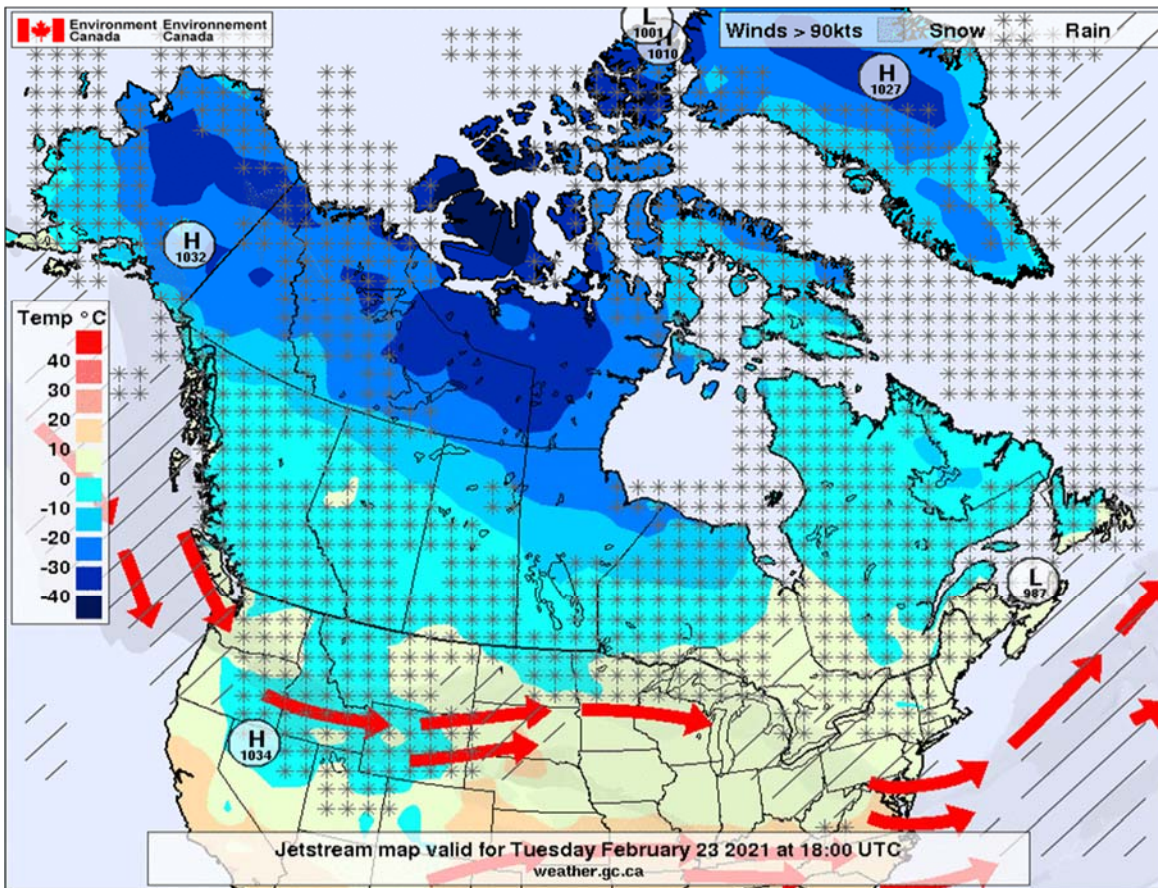 Environment Environnement
Canada Canada
L
1001
H
1010
Winds > 90kts Snow Rain
H
1027
H
1032
Temp °C
40
30
20
10
0
-10
-20
-30
-40
L
987
H
1034
Jetstream map valid for Tuesday February 23 2021 at 18:00 UTC
weather.gc.ca